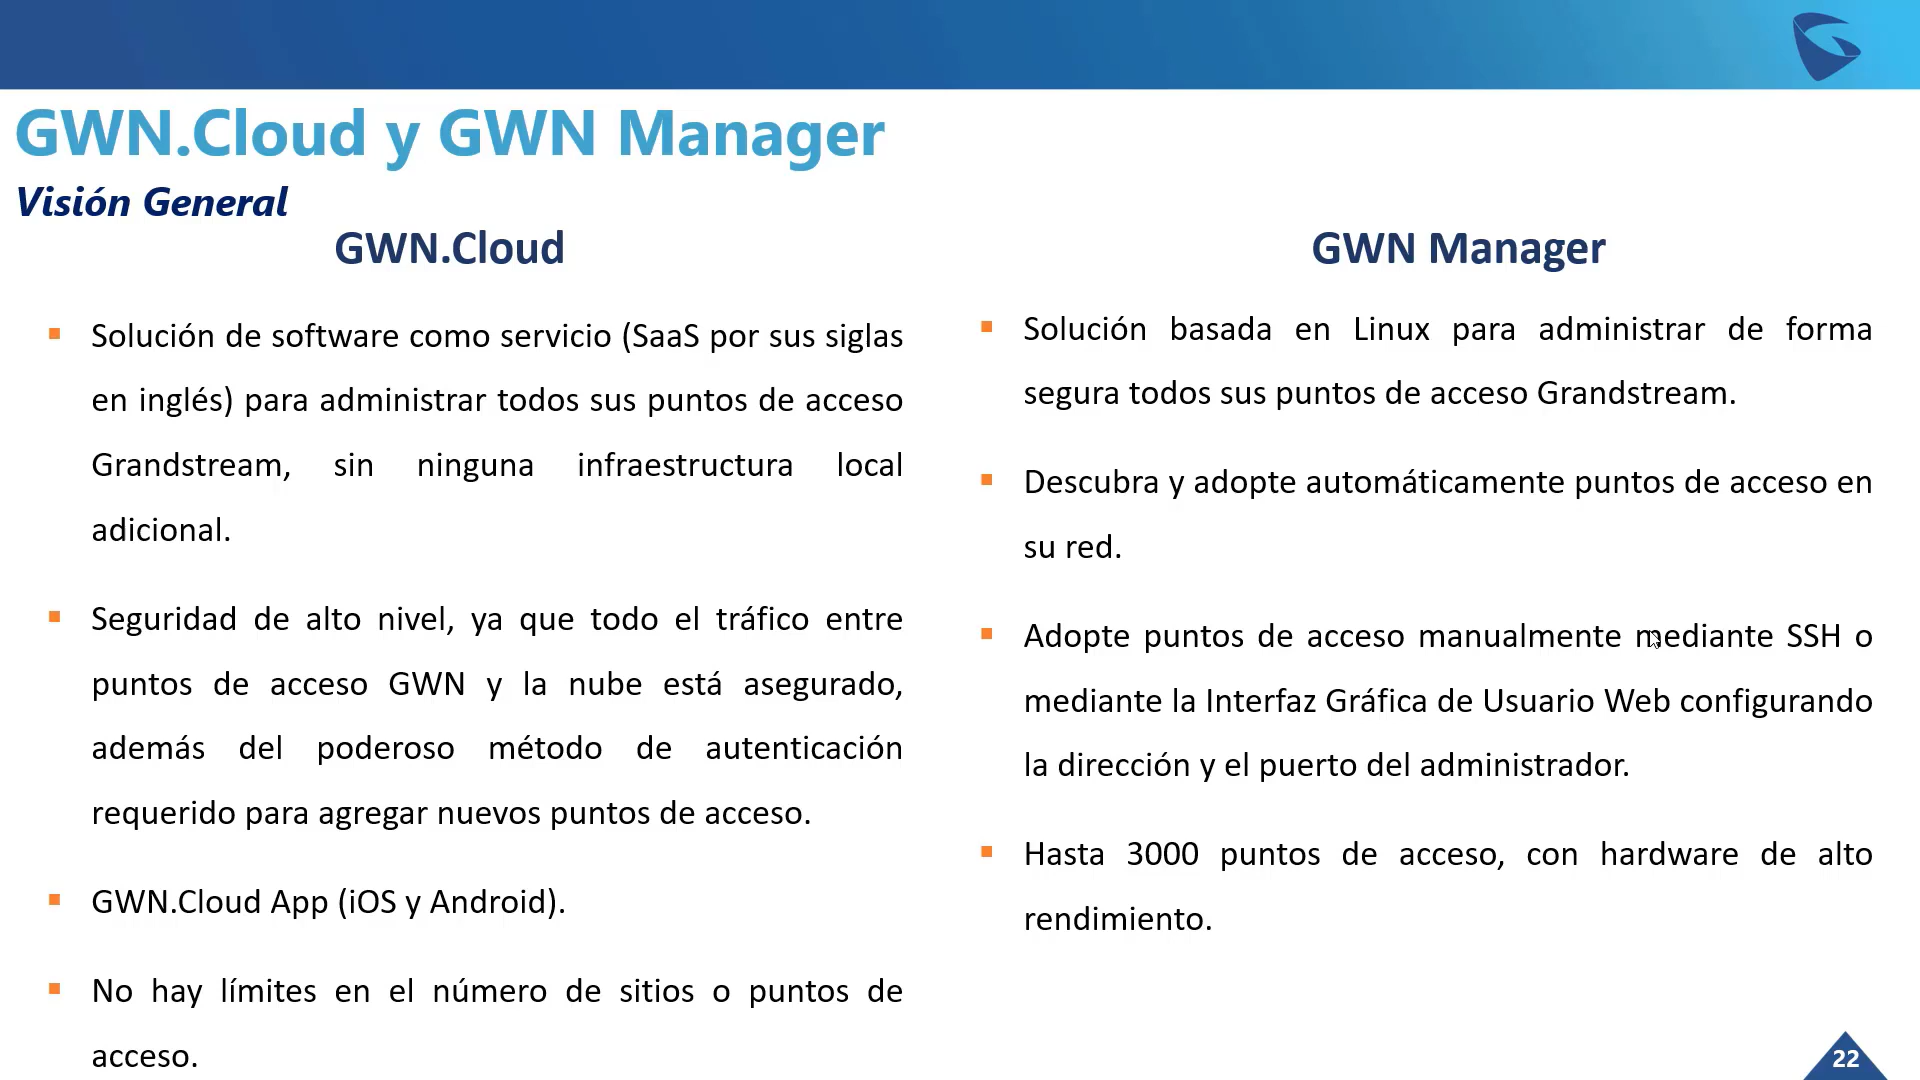 GWN.Cloud y GWN Manager
Visión General
GWN.Cloud
Solución de software como servicio (SaaS por sus siglas
en inglés) para administrar todos sus puntos de acceso
Grandstream, sin ninguna infraestructura local
adicional.
Seguridad de alto nivel, ya que todo el tráfico entre
puntos de acceso GWN y la nube está asegurado,
además del poderoso método de autenticación
requerido para agregar nuevos puntos de acceso.
GWN.Cloud App (iOS y Android).
No hay límites en el número de sitios o puntos de
acceso.
GWN Manager
Solución basada en Linux para administrar de forma
segura todos sus puntos de acceso Grandstream.
Descubra y adopte automáticamente puntos de acceso en
su red.
Adopte puntos de acceso manualmente mediante SSH o
mediante la Interfaz Gráfica de Usuario Web configurando
la dirección y el puerto del administrador.
Hasta 3000 puntos de acceso, con hardware de alto
rendimiento.
22